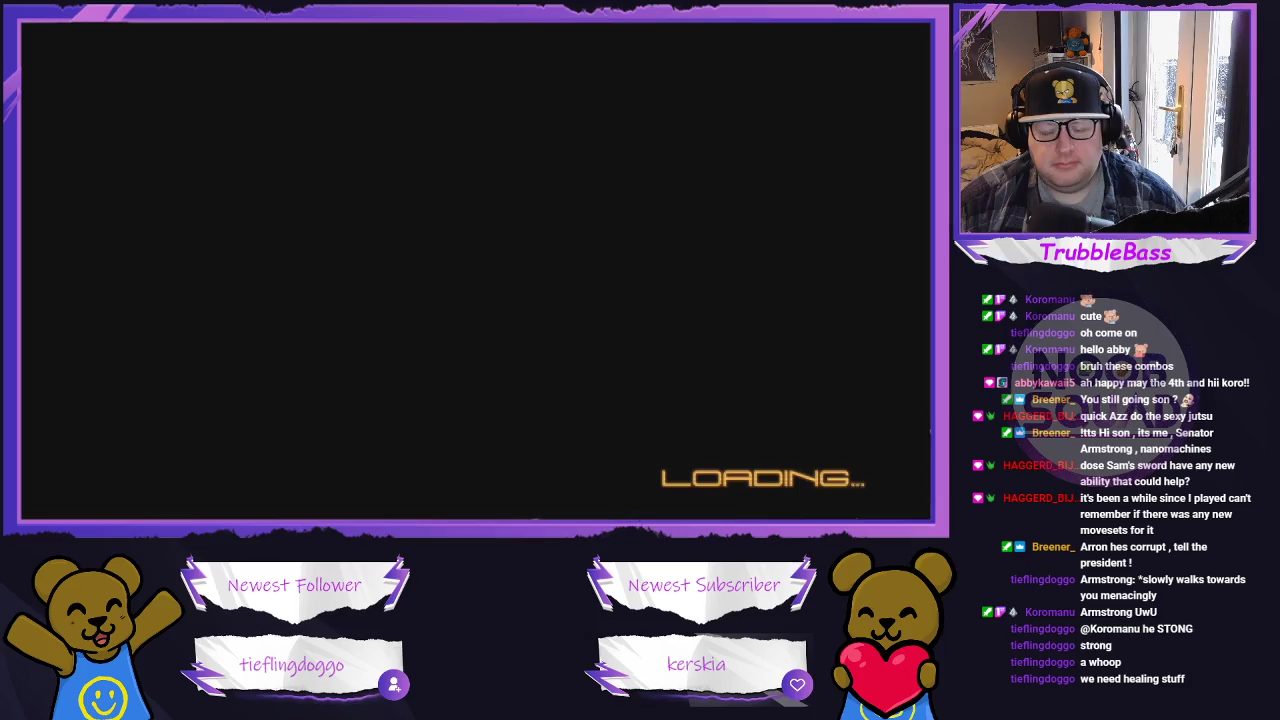 LOADING...
TrubbleBass
Koromanu
Koromanu cute
tieflingdoggo oh come on
Koromanu hello abby
tieflingdoggo bruh these combos
abbykawaii5 ah happy may the 4th and hii koro!!
Breener_ You still going son ?
HAGGERD_BIJ... quick Azz do the sexy jutsu
Breener_ !tts Hi son , its me , Senator
Armstrong , nanomachines
HAGGERD_BIJ... dose Sam's sword have any new
ability that could help?
HAGGERD_BIJ... it's been a while since I played can't
remember if there was any new
movesets for it
Breener_ Arron hes corrupt , tell the
president !
tieflingdoggo Armstrong: *slowly walks towards
you menacingly
Koromanu Armstrong UwU
tieflingdoggo @Koromanu he STONG
tieflingdoggo strong
tieflingdoggo a whoop
tieflingdoggo we need healing stuff
NOOR
SQUAD
Newest Follower
tieflingdoggo
Newest Subscriber
kerskia